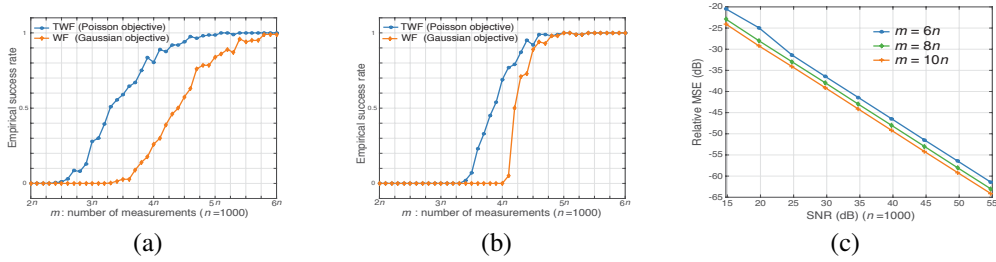 TWF (Poisson objective)
WF (Gaussian objective)
Empirical success rate
1
0.5
0
2n 3n 4n 5n 6n
m : number of measurements (n =1000)
(a)
TWF (Poisson objective)
WF (Gaussian objective)
Empirical success rate
1
0.5
0
2n 3n 4n 5n 6n
m : number of measurements (n =1000)
(b)
m = 6n
m = 8n
m = 10n
Relative MSE (dB)
-20
-25
-30
-35
-40
-45
-50
-55
-60
-65
15 20 25 30 35 40 45 50 55
SNR (dB) (n =1000)
(c)